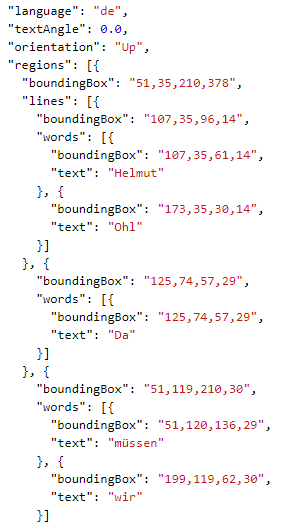 "language": "de",
"textAngle": 0.0,
"orientation": "Up",
"regions": [{
"boundingBox": "51,35,210,378",
"lines": [{
"boundingBox": "107,35,96,14",
"words": [{
"boundingBox": "107,35,61,14",
"text": "Helmut"
}, {
"boundingBox": "173,35,30,14",
"text": "Ohl"
}]
}, {
"boundingBox": "125,74,57,29",
"words": [{
"boundingBox": "125,74,57,29",
"text": "Da"
}]
}, {
"boundingBox": "51,119,210,30",
"words": [{
"boundingBox": "51,120,136,29",
"text": "müssen"
}, {
"boundingBox": "199,119,62,30",
"text": "win"
}]